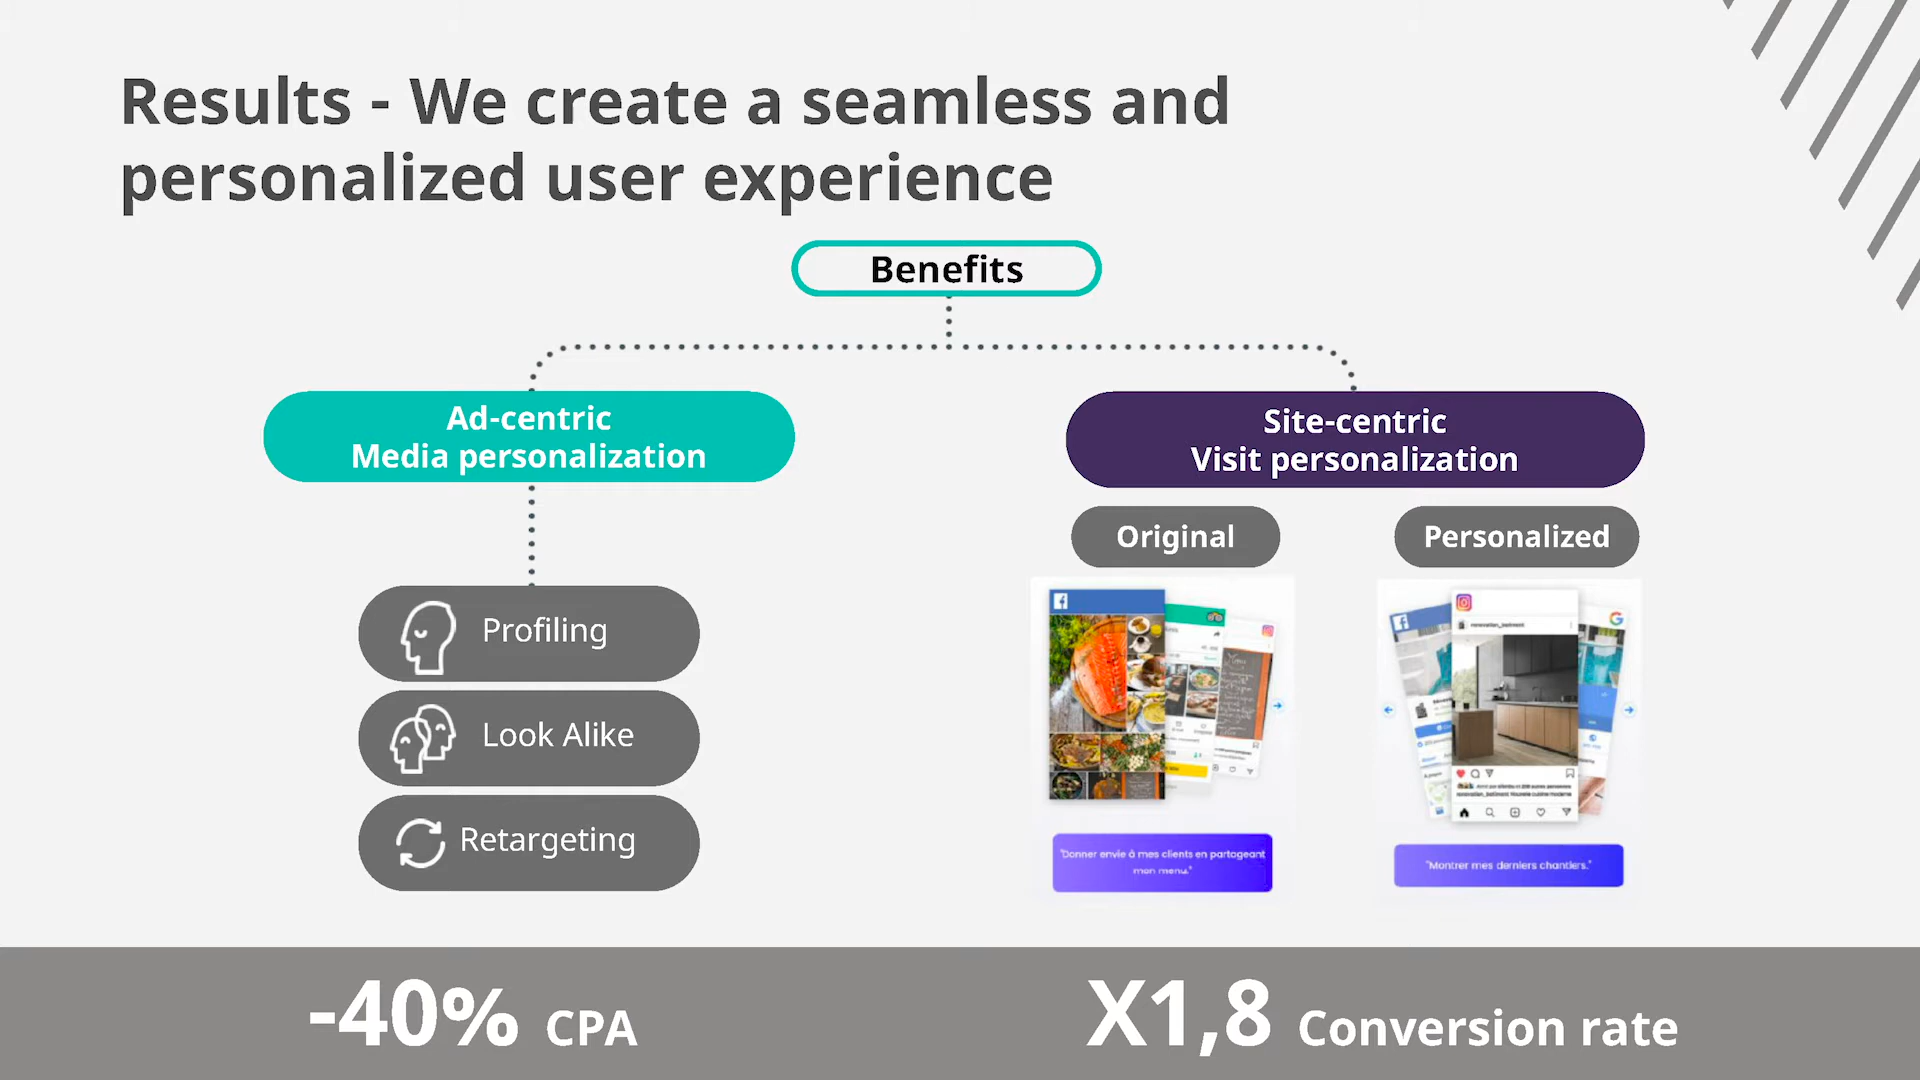 Results - We create a seamless and
personalized user experience
Benefits
Ad-centric
Media personalization
Profiling
Look Alike
Retargeting
Site-centric
Visit personalization
Original
Personalized
renovation_batiment
"Donner envie à mes clients en partageant
mon menu."
"Montrer mes derniers chantiers."
-40% CPA
X1,8 Conversion rate